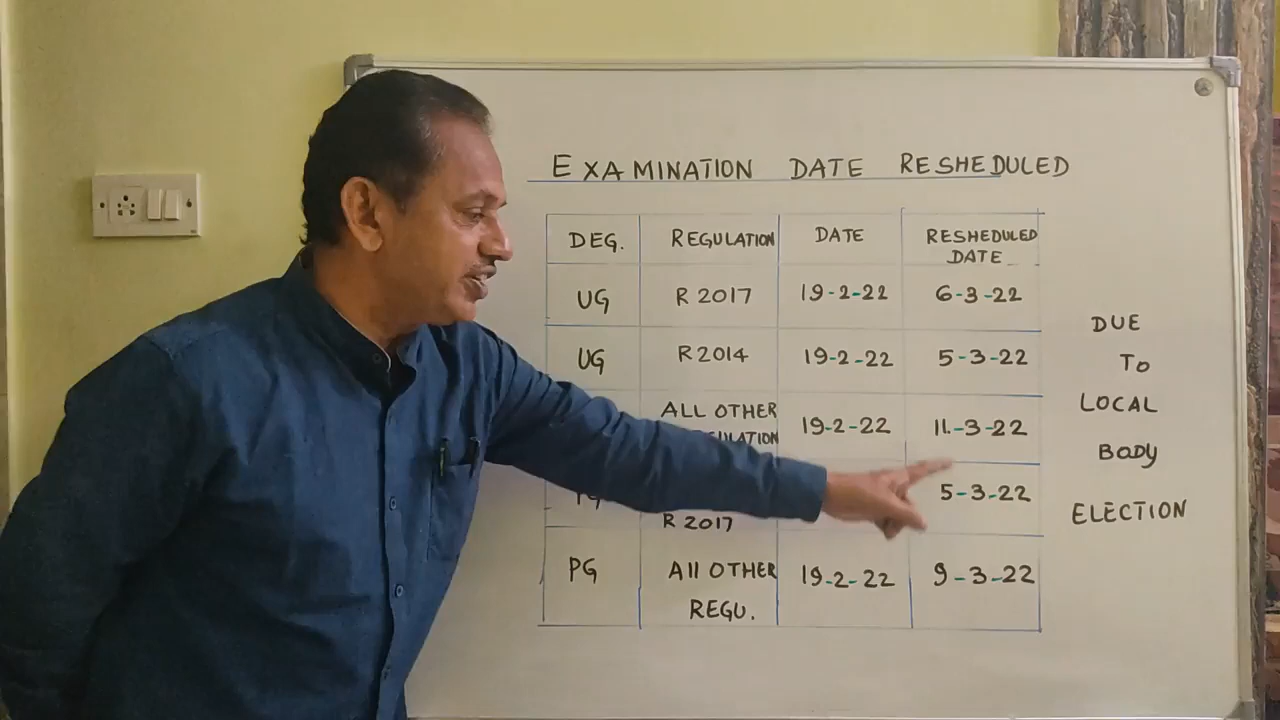 EXAMINATION DATE RESHEDULED
DEG. REGULATION DATE RESHEDULED DATE
UG R 2017 19-2-22 6-3-22
UG R2014 19-2-22 5-3-22
ALL OTHER 19-2-22 11.-3-22
PG R 2017 5-3-22
PG All OTHER REGU. 19-2-22 9-3-22
DUE
TO
LOCAL
BODY
ELECTION